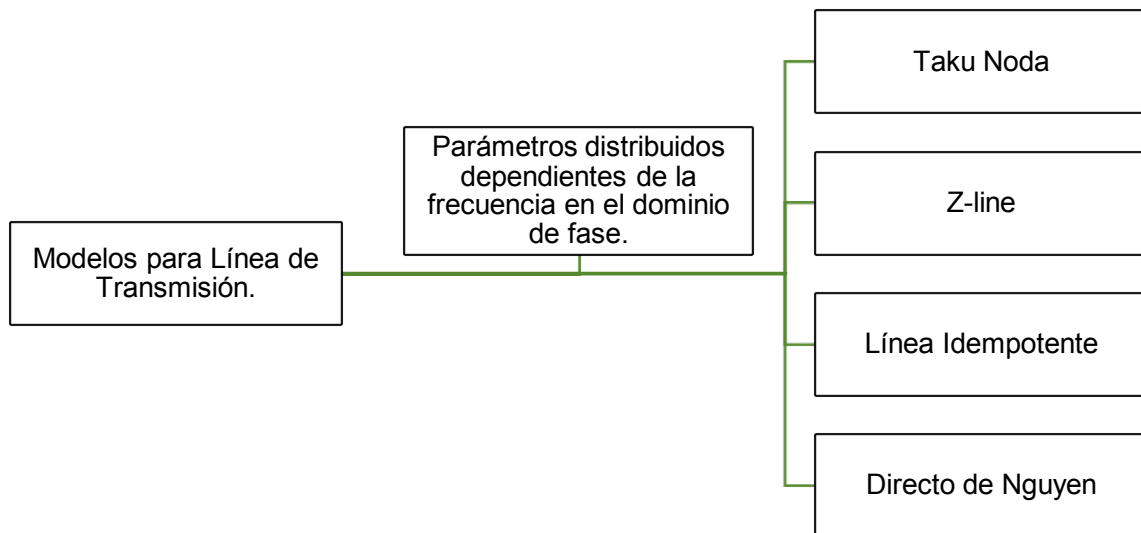 Modelos para Línea de
Transmisión.
Parámetros distribuidos
dependientes de la
frecuencia en el dominio
de fase.
Taku Noda
Z-line
Línea Idempotente
Directo de Nguyen